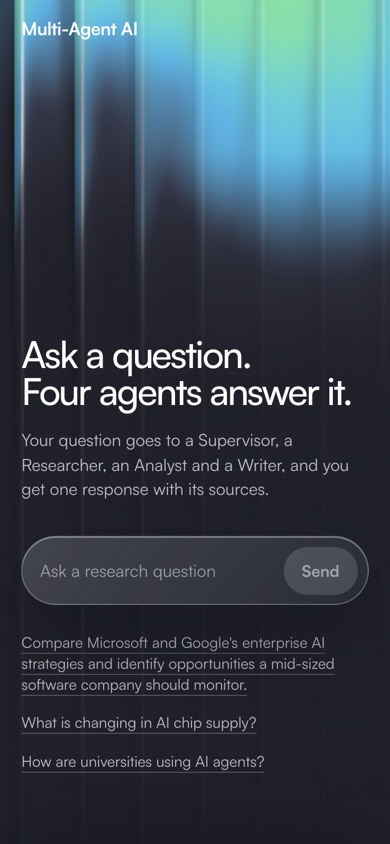 Multi-Agent AI
Ask a question.
Four agents answer it.
Your question goes to a Supervisor, a
Researcher, an Analyst and a Writer, and you
get one response with its sources.
Ask a research question
Send
Compare Microsoft and Google's enterprise AI
strategies and identify opportunities a mid-sized
software company should monitor.
What is changing in AI chip supply?
How are universities using AI agents?